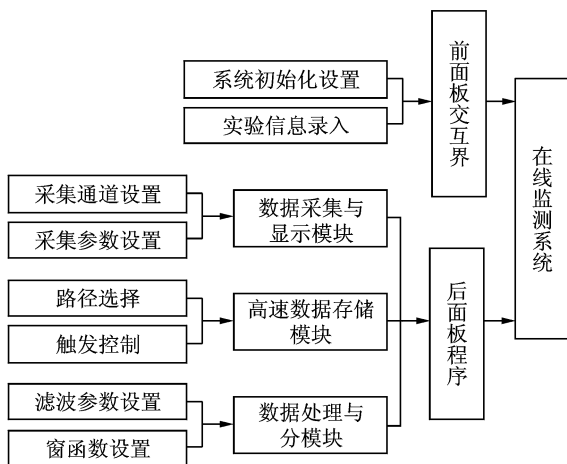 系统初始化设置
实验信息录入
前面板交互界
在线监测系统
采集通道设置
采集参数设置
数据采集与
显示模块
路径选择
触发控制
高速数据存储
模块
后面板程序
滤波参数设置
窗函数设置
数据处理与
分模块